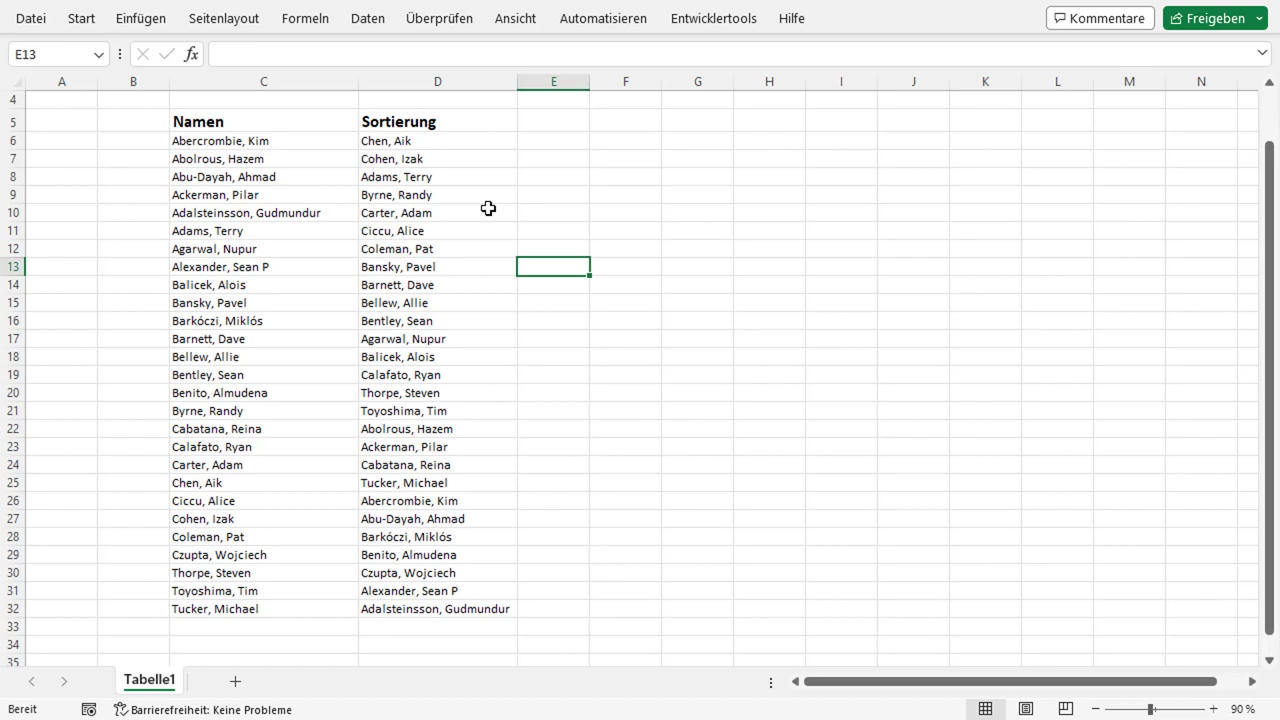 Datei Start Einfügen Seitenlayout Formeln Daten Überprüfen Ansicht Automatisieren Entwicklertools Hilfe Kommentare Freigeben
E13 fx
A B C D E F G H I J K L M N
4
5 Namen Sortierung
6 Abercrombie, Kim Chen, Aik
7 Abolrous, Hazem Cohen, Izak
8 Abu-Dayah, Ahmad Adams, Terry
9 Ackerman, Pilar Byrne, Randy
10 Adalsteinsson, Gudmundur Carter, Adam
11 Adams, Terry Ciccu, Alice
12 Agarwal, Nupur Coleman, Pat
13 Alexander, Sean P Bansky, Pavel
14 Balicek, Alois Barnett, Dave
15 Bansky, Pavel Bellew, Allie
16 Barkóczi, Miklós Bentley, Sean
17 Barnett, Dave Agarwal, Nupur
18 Bellew, Allie Balicek, Alois
19 Bentley, Sean Calafato, Ryan
20 Benito, Almudena Thorpe, Steven
21 Byrne, Randy Toyoshima, Tim
22 Cabatana, Reina Abolrous, Hazem
23 Calafato, Ryan Ackerman, Pilar
24 Carter, Adam Cabatana, Reina
25 Chen, Aik Tucker, Michael
26 Ciccu, Alice Abercrombie, Kim
27 Cohen, Izak Abu-Dayah, Ahmad
28 Coleman, Pat Barkóczi, Miklós
29 Czupta, Wojciech Benito, Almudena
30 Thorpe, Steven Czupta, Wojciech
31 Toyoshima, Tim Alexander, Sean P
32 Tucker, Michael Adalsteinsson, Gudmundur
33
34
35
Tabelle1
Bereit Barrierefreiheit: Keine Probleme 90 %